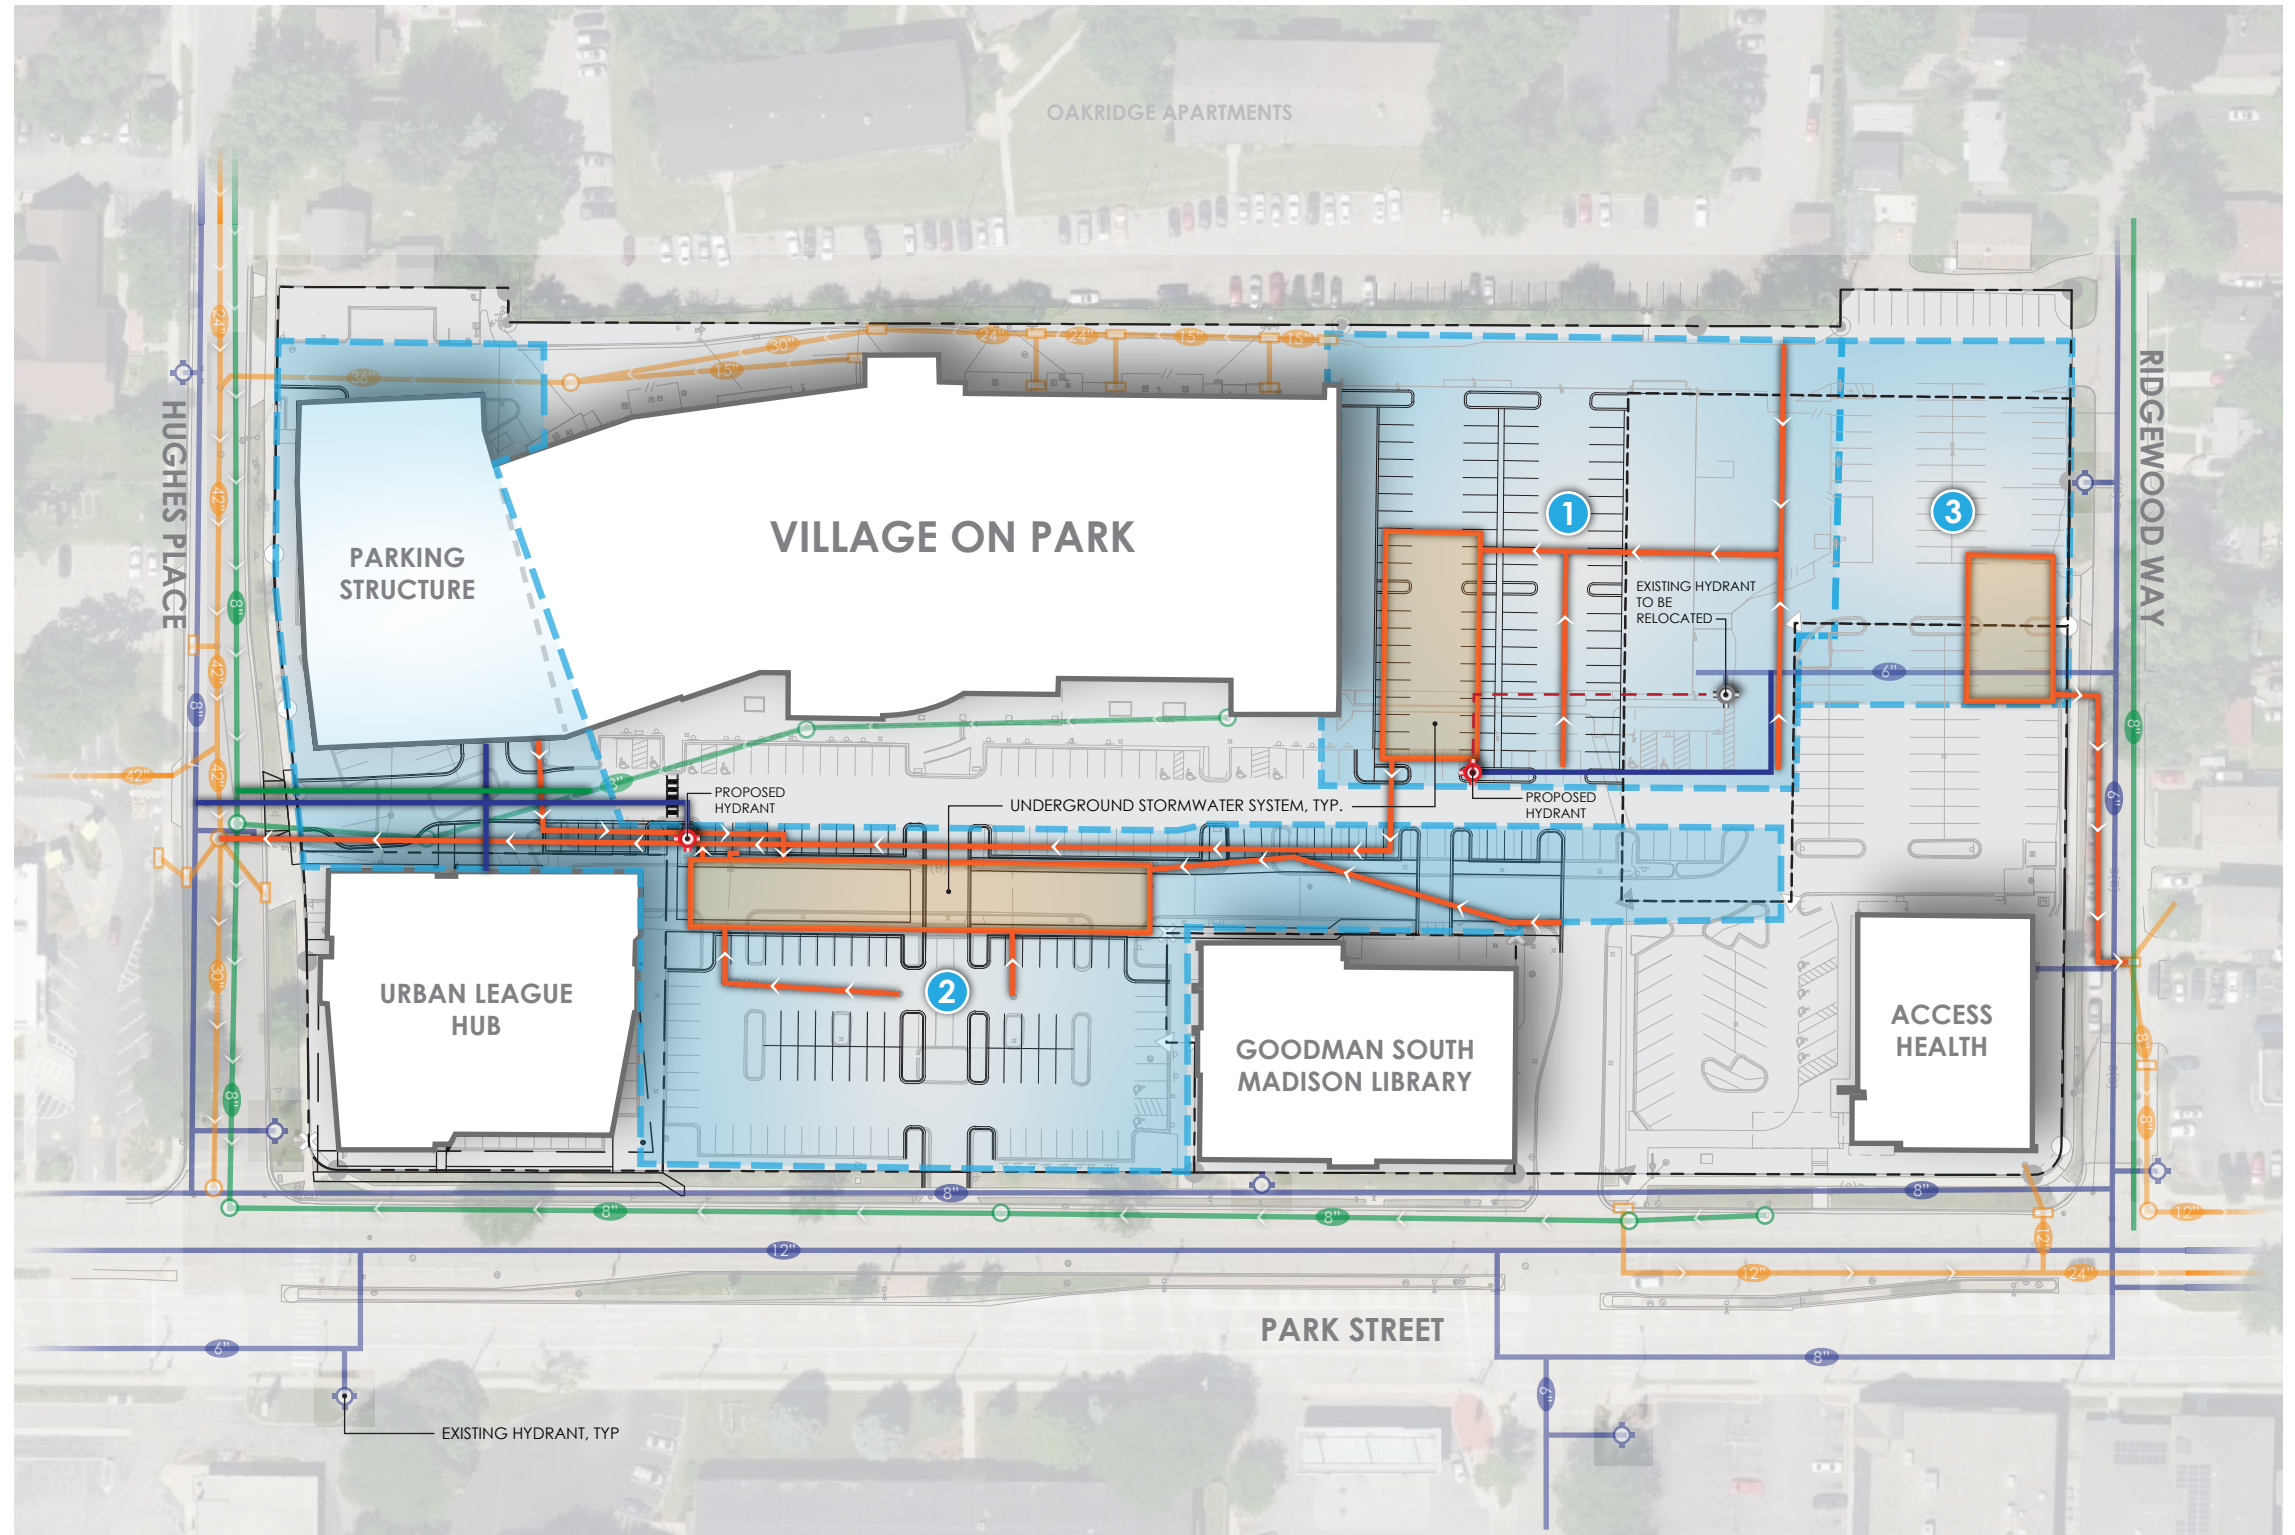 OAKRIDGE APARTMENTS
24"
30"
24"
24"
15"
15"
36"
15"
HUGHES PLACE
RIDGEWOOD WAY
42"
VILLAGE ON PARK
1
3
PARKING
STRUCTURE
8"
EXISTING HYDRANT
TO BE
RELOCATED
42"
6"
8"
8"
42"
42"
8"
6"
PROPOSED
HYDRANT
UNDERGROUND STORMWATER SYSTEM, TYP.
PROPOSED
HYDRANT
30"
2
URBAN LEAGUE
HUB
GOODMAN SOUTH
MADISON LIBRARY
ACCESS
HEALTH
8"
8"
8"
8"
8"
8"
8"
12"
12"
12"
12"
24"
PARK STREET
6"
8"
6"
EXISTING HYDRANT, TYP